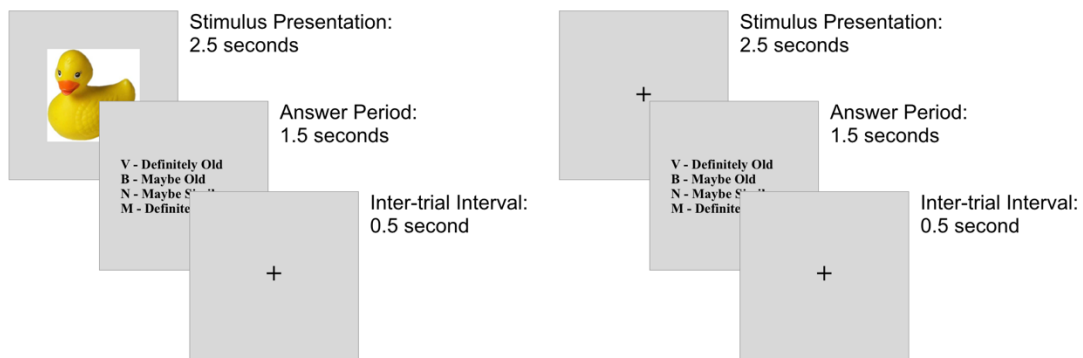 Stimulus Presentation:
2.5 seconds
Answer Period:
1.5 seconds
V - Definitely Old
B - Maybe Old
N - Maybe
M -
Inter-trial Interval:
0.5 second
Stimulus Presentation:
2.5 seconds
Answer Period:
1.5 seconds
V - Definitely Old
B - Maybe Old
N - Maybe
M -
Inter-trial Interval:
0.5 second